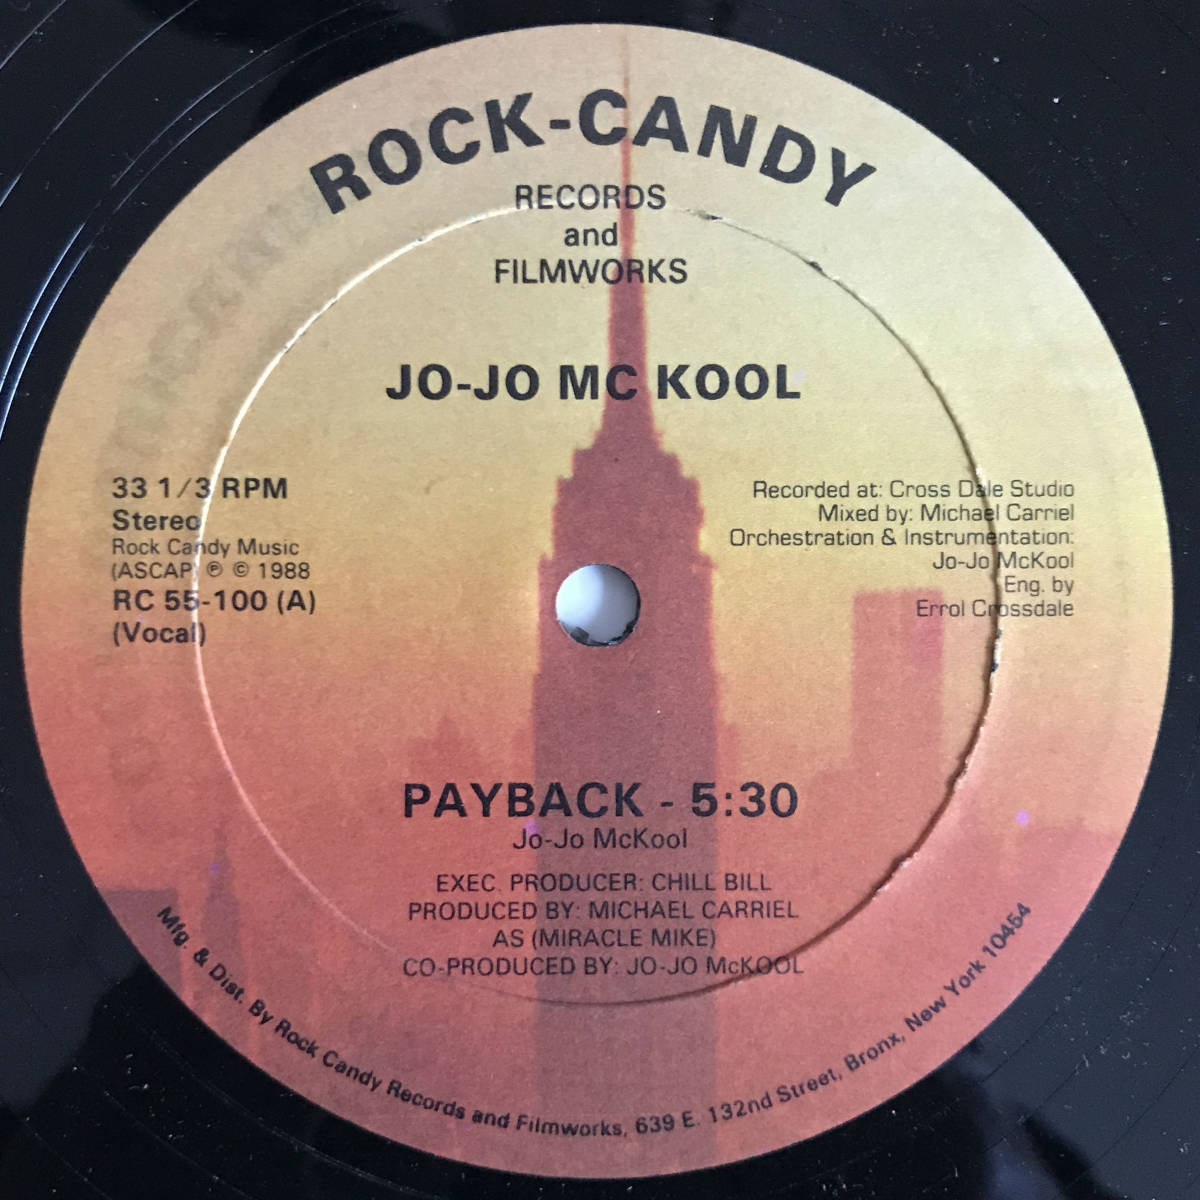 ROCK-CANDY
RECORDS
and
FILMWORKS
JO-JO MC KOOL
33 1/3 RPM
Stereo
Rock Candy Music
(ASCAP) ℗ © 1988
RC 55-100 (A)
(Vocal)
Recorded at: Cross Dale Studio
Mixed by: Michael Carriel
Orchestration & Instrumentation:
Jo-Jo McKool
Eng. by
Errol Crossdale
PAYBACK - 5:30
Jo-Jo McKool
EXEC. PRODUCER: CHILL BILL
PRODUCED BY: MICHAEL CARRIEL
AS (MIRACLE MIKE)
CO-PRODUCED BY: JO-JO McKOOL
Mfg. & Dist. By Rock Candy Records and Filmworks, 639 E. 132nd Street, Bronx, New York 10454